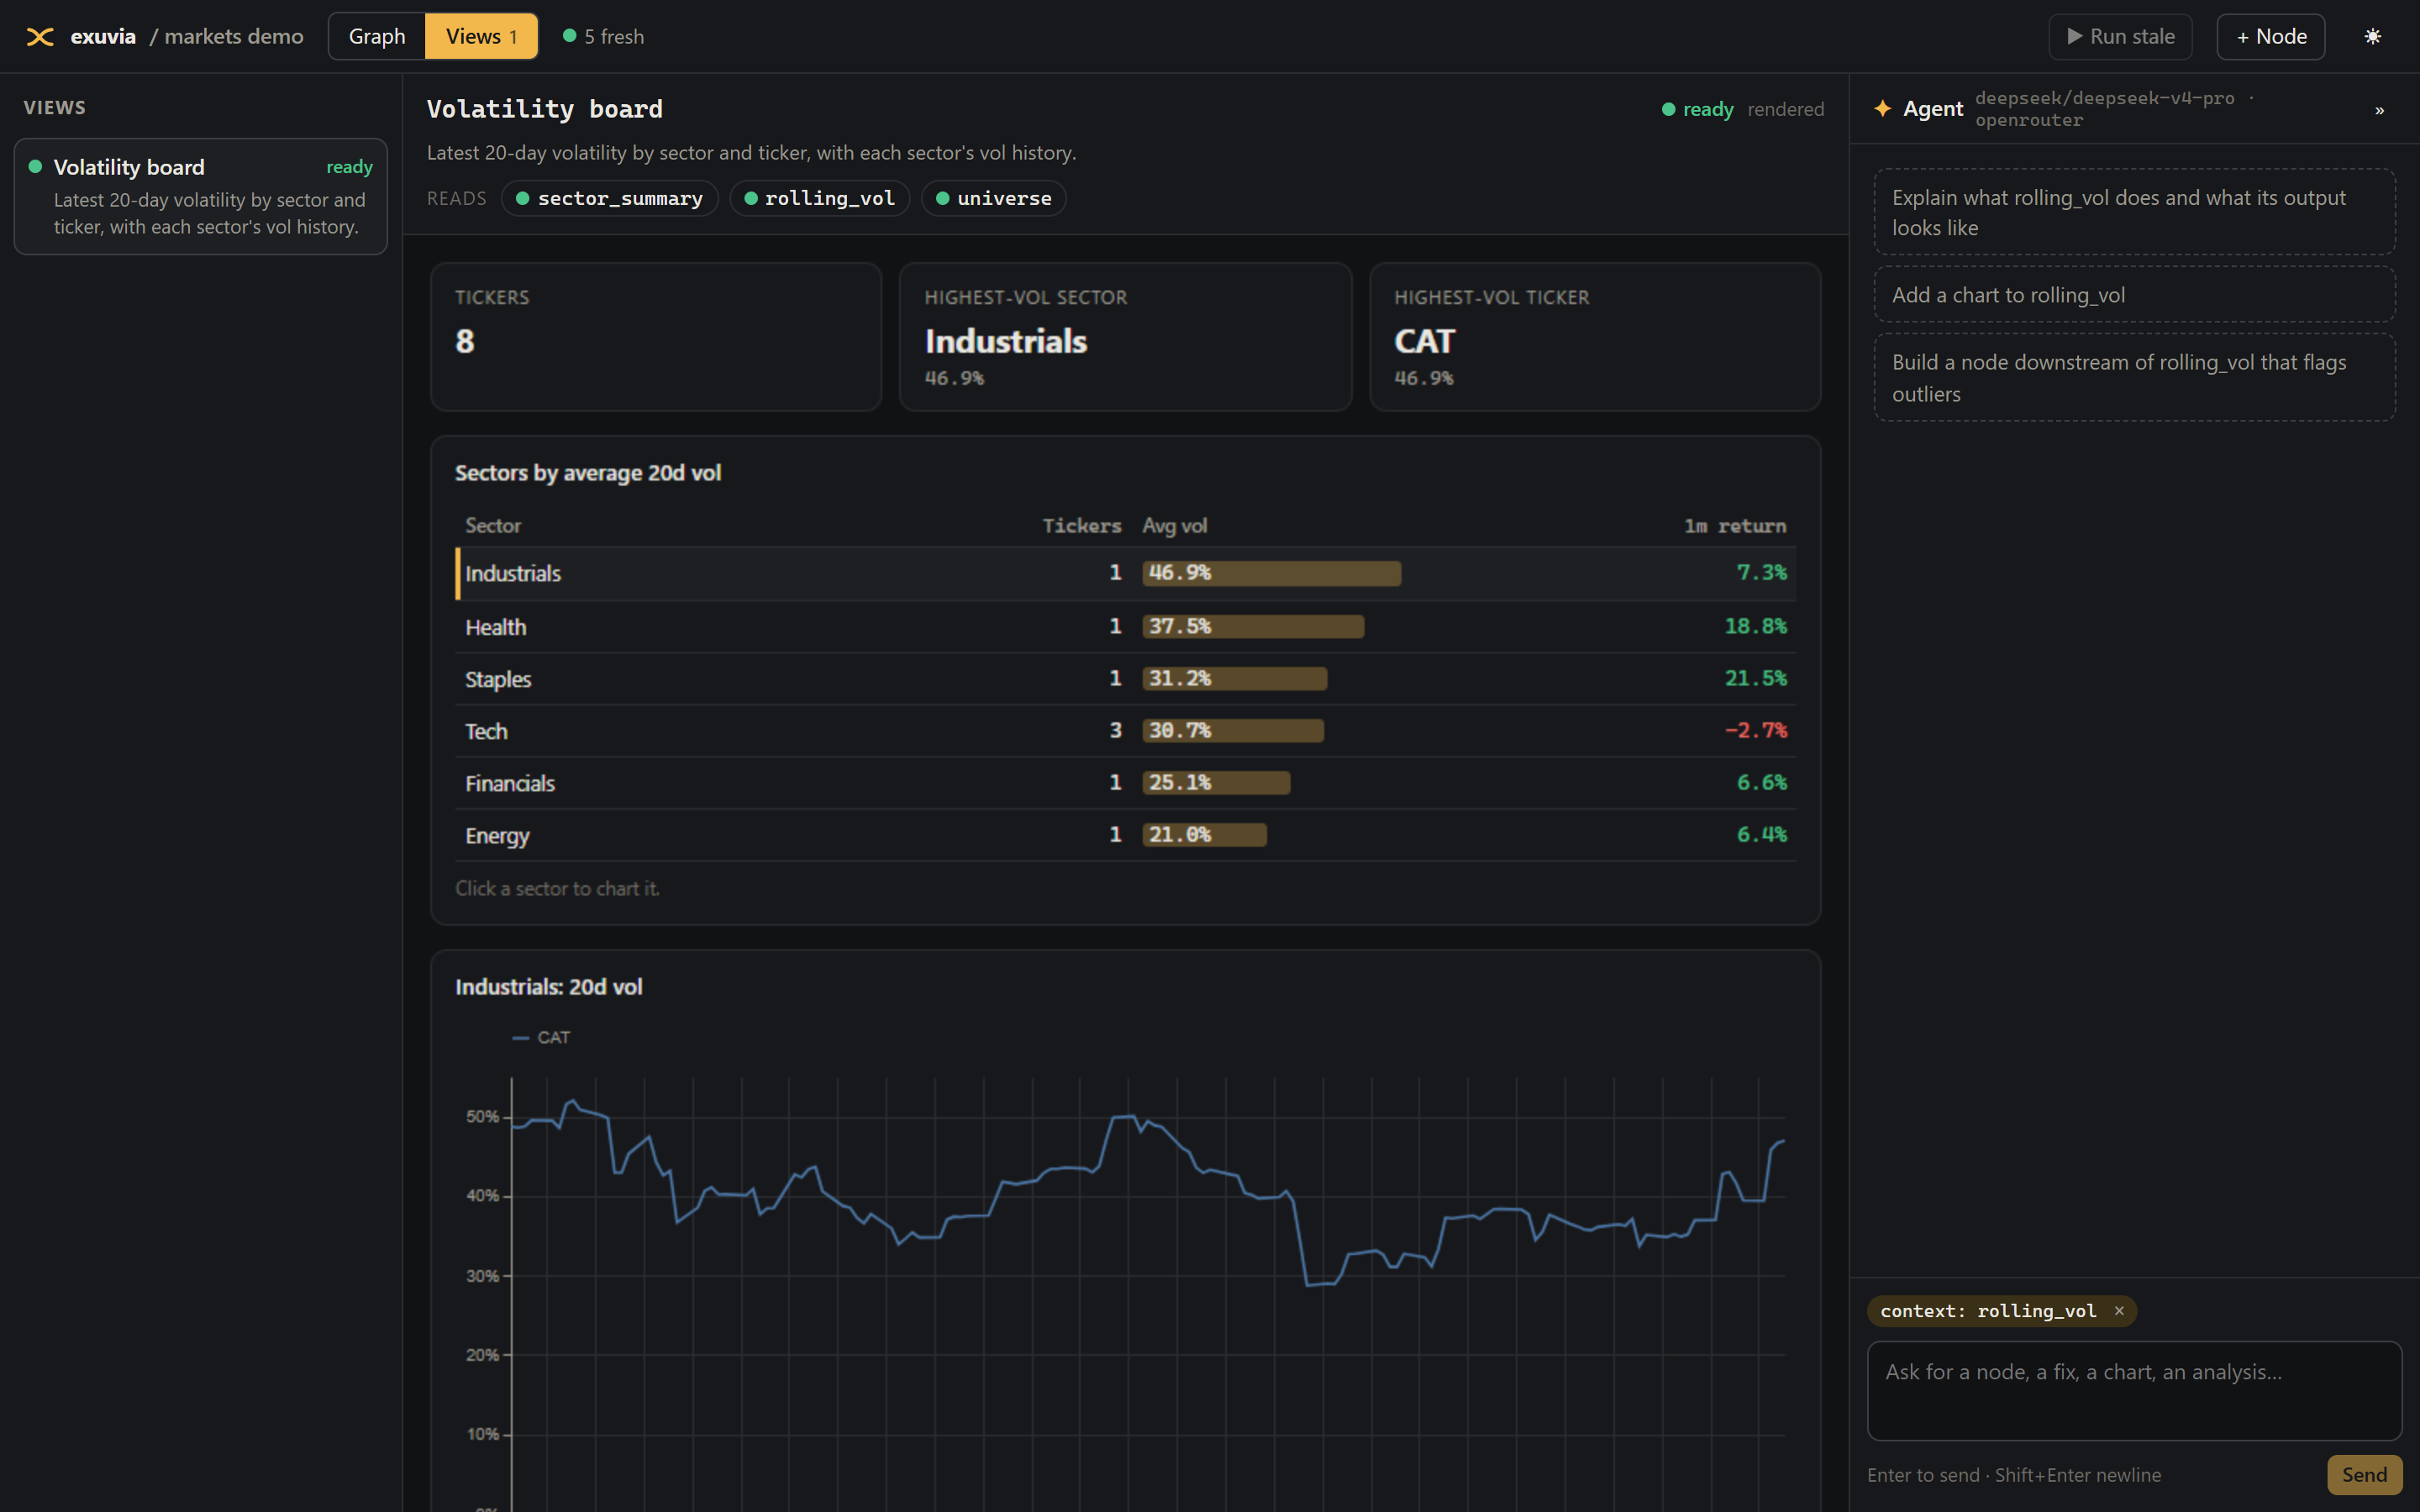 exuvia / markets demo Graph Views 1 5 fresh
▶ Run stale + Node
VIEWS
Volatility board ready
Latest 20-day volatility by sector and
ticker, with each sector's vol history.
Volatility board
ready rendered
Latest 20-day volatility by sector and ticker, with each sector's vol history.
READS sector_summary rolling_vol universe
TICKERS
8
HIGHEST-VOL SECTOR
Industrials
46.9%
HIGHEST-VOL TICKER
CAT
46.9%
Sectors by average 20d vol
Sector Tickers Avg vol 1m return
Industrials 1 46.9% 7.3%
Health 1 37.5% 18.8%
Staples 1 31.2% 21.5%
Tech 3 30.7% −2.7%
Financials 1 25.1% 6.6%
Energy 1 21.0% 6.4%
Click a sector to chart it.
Industrials: 20d vol
CAT
50%
40%
30%
20%
10%
Agent deepseek/deepseek-v4-pro ·
openrouter »
Explain what rolling_vol does and what its output
looks like
Add a chart to rolling_vol
Build a node downstream of rolling_vol that flags
outliers
context: rolling_vol ×
Ask for a node, a fix, a chart, an analysis...
Enter to send · Shift+Enter newline
Send